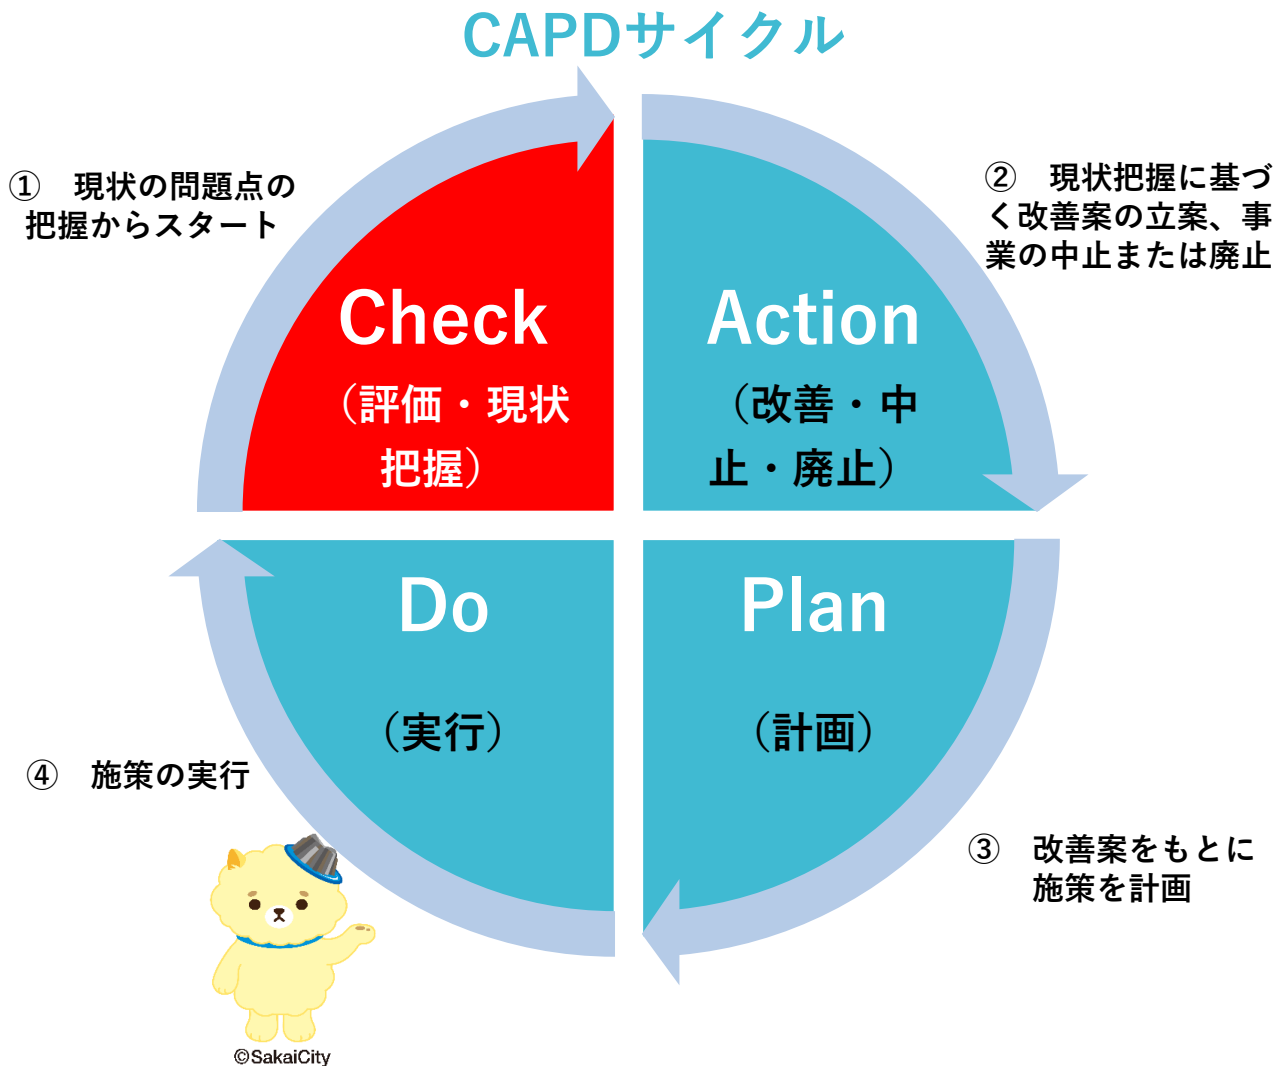 CAPDサイクル
① 現状の問題点の
把握からスタート
Check
（評価・現状
把握）
② 現状把握に基づ
く改善案の立案、事
業の中止または廃止
Action
（改善・中
止・廃止）
Plan
（計画）
③ 改善案をもとに
施策を計画
Do
（実行）
④ 施策の実行
©SakaiCity